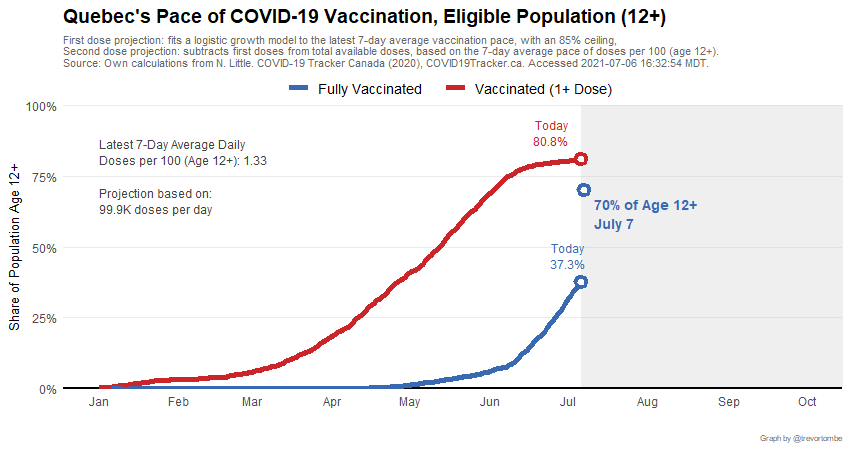 Quebec's Pace of COVID-19 Vaccination, Eligible Population (12+)
First dose projection: fits a logistic growth model to the latest 7-day average vaccination pace, with an 85% ceiling,
Second dose projection: subtracts first doses from total available doses, based on the 7-day average pace of doses per 100 (age 12+).
Source: Own calculations from N. Little. COVID-19 Tracker Canada (2020), COVID19Tracker.ca. Accessed 2021-07-06 16:32:54 MDT.
Fully Vaccinated
Vaccinated (1+ Dose)
Share of Population Age 12+
100%
75%
50%
25%
0%
Latest 7-Day Average Daily
Doses per 100 (Age 12+): 1.33
Projection based on:
99.9K doses per day
Today
80.8%
70% of Age 12+
July 7
Today
37.3%
Jan
Feb
Mar
Apr
May
Jun
Jul
Aug
Sep
Oct
Graph by @trevortombe